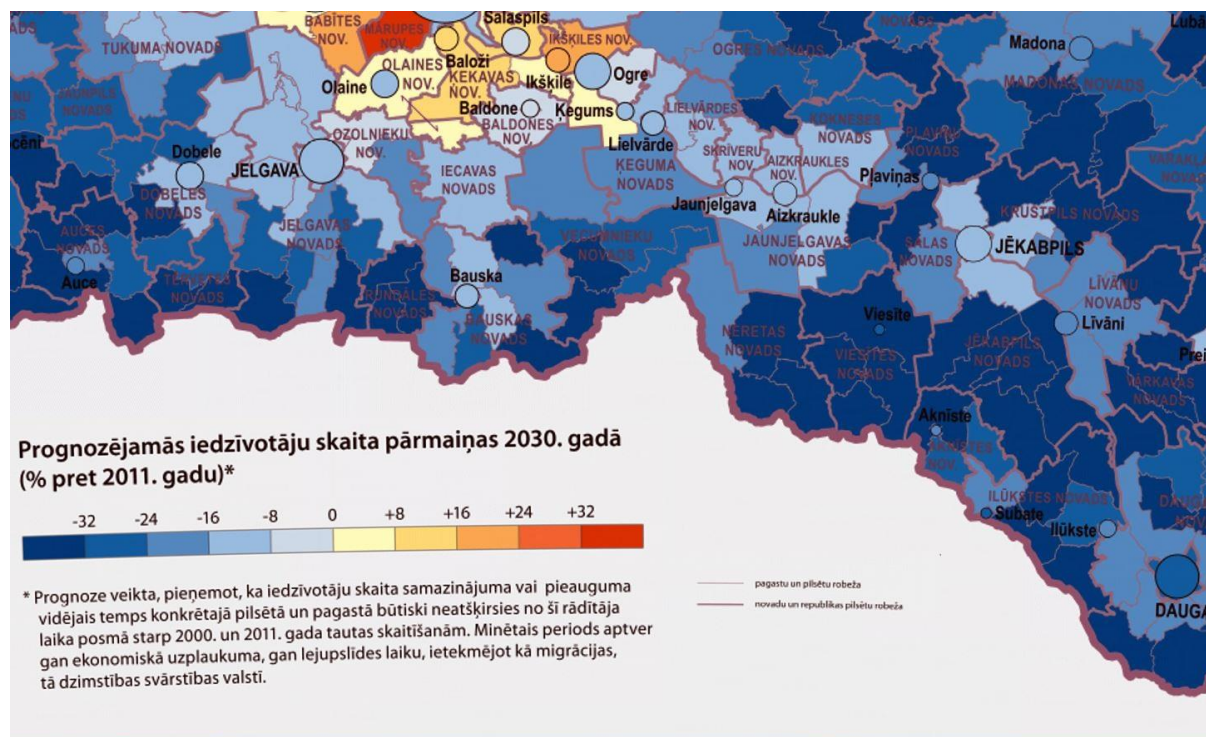 BABĪTES
NOV.
MĀRUPES
NOV.
Salaspils
IKŠĶILES NOV.
NOVADS
TUKUMA NOVADS
OLAINES
NOV.
Baloži
ĶEKAVAS
NOV.
Olaine
Ikšķile
Ogre
OGRES NOVADS
Madona
MADONAS NOVADS
JAUNPILS
NOVADS
Baldone
BALDONES
NOV.
Ķegums
LIELVĀRDES
NOV.
Lielvārde
KOKNESES
NOVADS
PĻAVIŅU
NOVADS
Dobele
DOBELES
NOVADS
JELGAVA
OZOLNIEKU
NOV.
IECAVAS
NOVADS
ĶEGUMA
NOVADS
SKRĪVERU
NOV.
AIZKRAUKLES
NOV.
Jaunjelgava
Aizkraukle
Pļaviņas
AUCES
NOVADS
Auce
JELGAVAS
NOVADS
TĒRVETES
NOVADS
RUNDĀLES
NOVADS
Bauska
BAUSKAS
NOVADS
VECUMNIEKU
NOVADS
JAUNJELGAVAS
NOVADS
SALAS
NOVADS
JĒKABPILS
KRUSTPILS NOVADS
LĪVĀNU
NOVADS
Līvāni
NERETAS
NOVADS
Viesīte
VIESĪTES
NOVADS
JĒKABPILS
NOVADS
VĀRKAVAS
NOVADS
Aknīste
AKNĪSTES
NOV.
ILŪKSTES NOVADS
Subate
Ilūkste
Prognozējamās iedzīvotāju skaita pārmaiņas 2030. gadā
(% pret 2011. gadu)*
-32 -24 -16 -8 0 +8 +16 +24 +32
* Prognoze veikta, pieņemot, ka iedzīvotāju skaita samazinājuma vai pieauguma
vidējais temps konkrētajā pilsētā un pagastā būtiski neatšķirsies no šī rādītāja
laika posmā starp 2000. un 2011. gada tautas skaitīšanām. Minētais periods aptver
gan ekonomiskā uzplaukuma, gan lejupslīdes laiku, ietekmējot kā migrācijas,
tā dzimstības svārstības valstī.
pagastu un pilsētu robeža
novadu un republikas pilsētu robeža